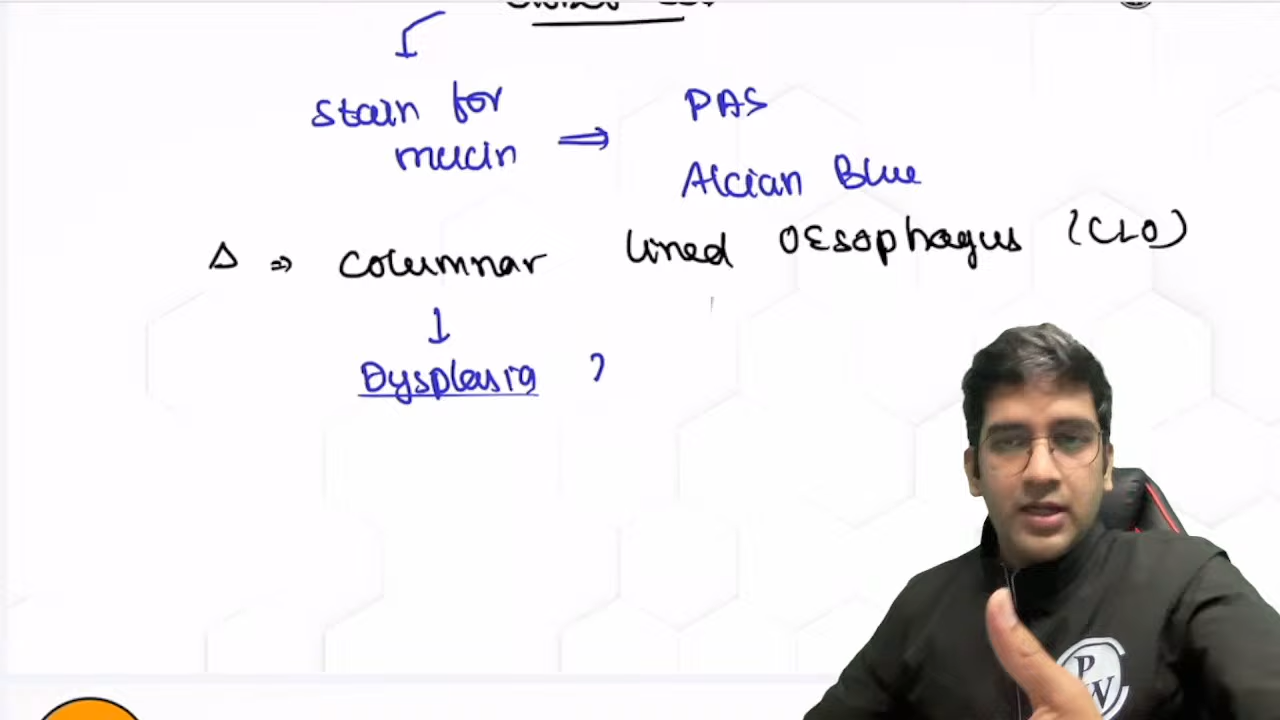 Stain for
mucin ⇒ PAS
Alcian Blue
Δ ⇒ Columnar lined OEsophagus (CLO)
↓
Dysplasia ?
P
W